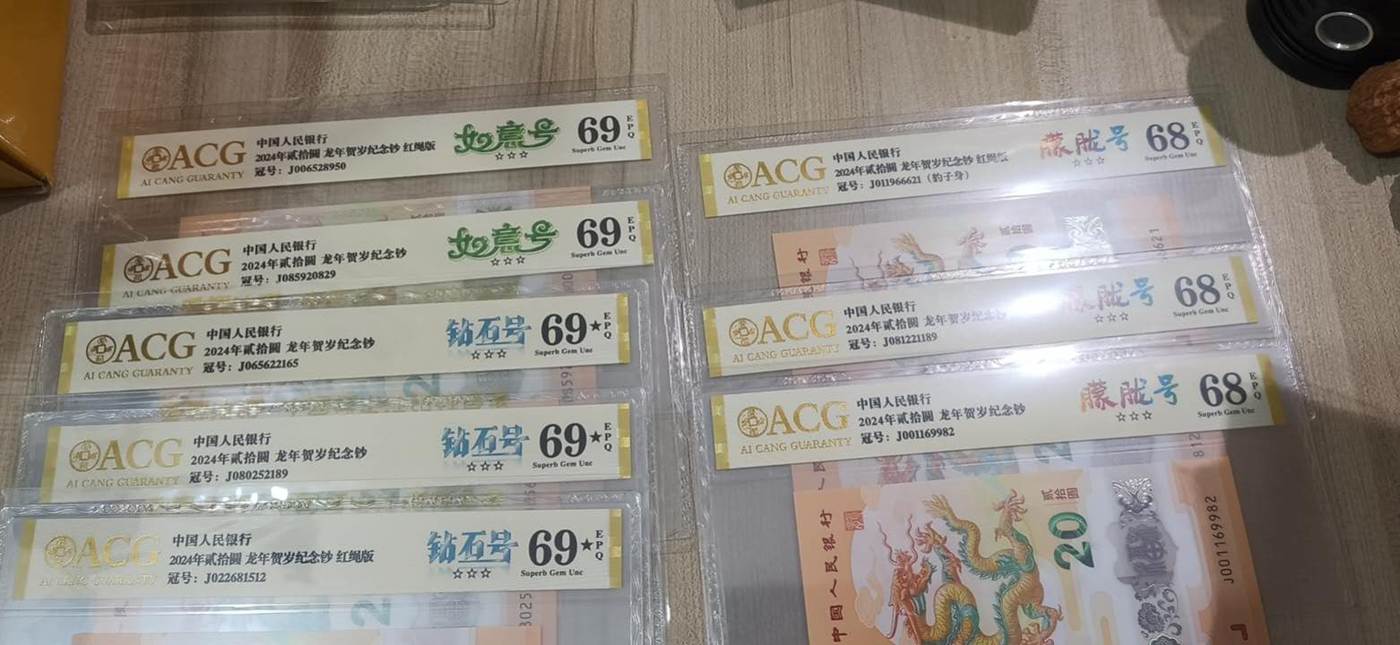 ACG
AI CANG GUARANTY
中国人民银行
2024年贰拾圆 龙年贺岁纪念钞 红绳版
冠号：J006528950
如意号
☆☆☆
69
EPQ
Superb Gem Unc
ACG
AI CANG GUARANTY
中国人民银行
2024年贰拾圆 龙年贺岁纪念钞
冠号：J085920829
如意号
☆☆☆
69
EPQ
Superb Gem Unc
ACG
AI CANG GUARANTY
中国人民银行
2024年贰拾圆 龙年贺岁纪念钞
冠号：J065622165
钻石号
☆☆☆
69★
EPQ
Superb Gem Unc
ACG
AI CANG GUARANTY
中国人民银行
2024年贰拾圆 龙年贺岁纪念钞
冠号：J080252189
钻石号
☆☆☆
69★
EPQ
Superb Gem Unc
ACG
AI CANG GUARANTY
中国人民银行
2024年贰拾圆 龙年贺岁纪念钞 红绳版
冠号：J022681512
钻石号
☆☆☆
69★
EPQ
Superb Gem Unc
ACG
AI CANG GUARANTY
中国人民银行
2024年贰拾圆 龙年贺岁纪念钞 红绳版
冠号：J011966621（豹子身）
朦胧号
☆☆☆
68
EPQ
Superb Gem Unc
ACG
AI CANG GUARANTY
中国人民银行
2024年贰拾圆 龙年贺岁纪念钞
冠号：J081221189
朦胧号
☆☆☆
68
EPQ
Superb Gem Unc
ACG
AI CANG GUARANTY
中国人民银行
2024年贰拾圆 龙年贺岁纪念钞
冠号：J001169982
朦胧号
☆☆☆
68
EPQ
Superb Gem Unc
中国人民银行
贰拾圆
20
J001169982